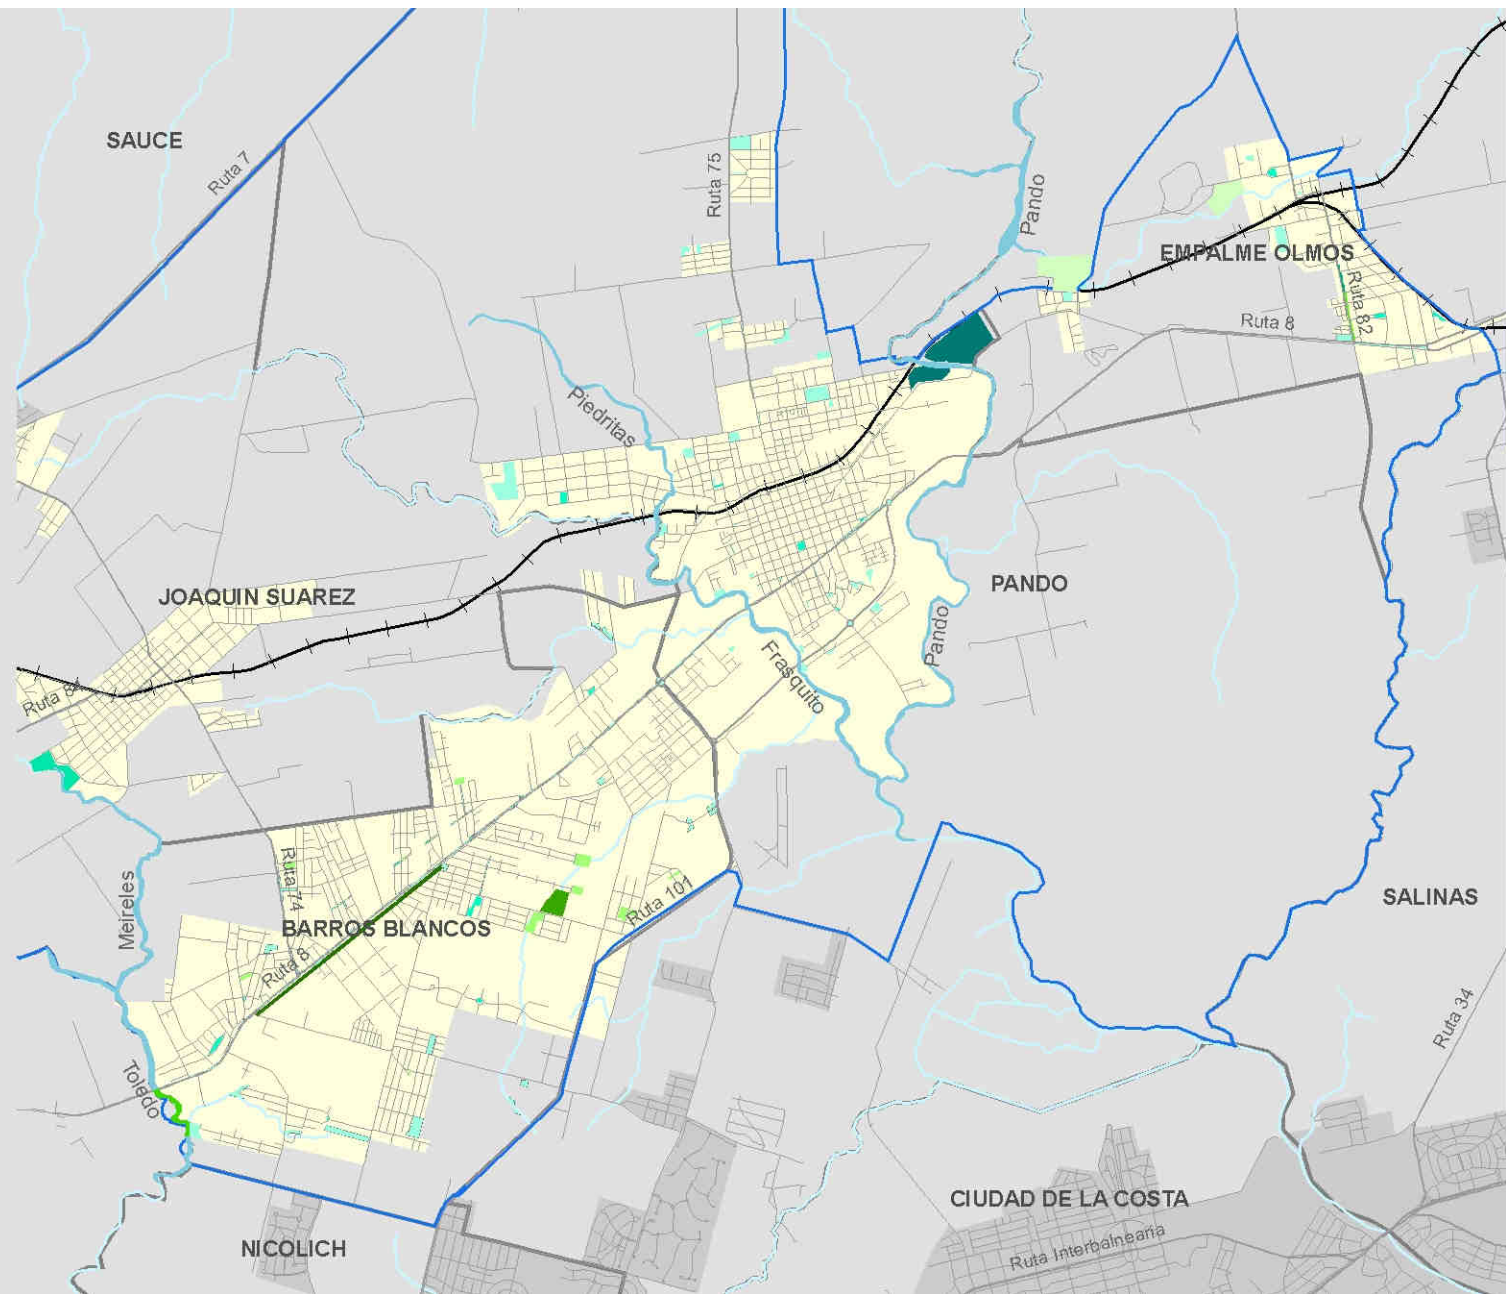 SAUCE
Ruta 7
Ruta 75
Pando
EMPALME OLMOS
Ruta 82
Ruta 8
Piedritas
JOAQUIN SUAREZ
PANDO
Pando
Frasquito
Ruta 84
Meireles
Ruta 74
BARROS BLANCOS
Ruta 101
Ruta 8
SALINAS
Ruta 34
Toledo
CIUDAD DE LA COSTA
NICOLICH
Ruta Interbalnearia